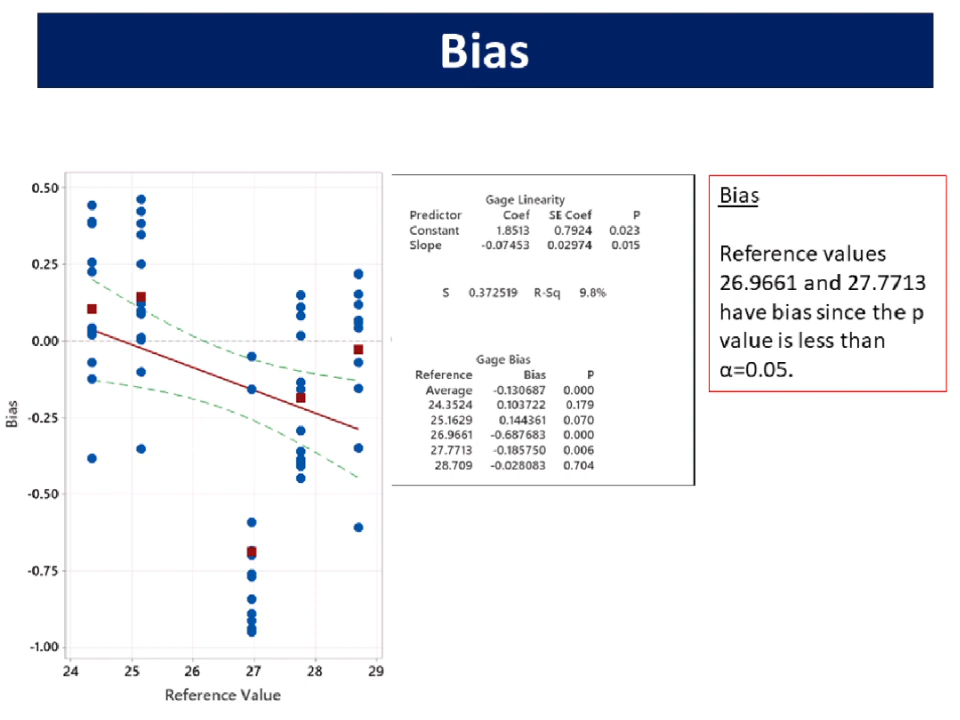 Bias
0.50
0.25
0.00
-0.25
-0.50
-0.75
-1.00
Bias
24 25 26 27 28 29
Reference Value
Gage Linearity
Predictor Coef SE Coef P
Constant 1.8513 0.7924 0.023
Slope -0.07453 0.02974 0.015
S 0.372519 R-Sq 9.8%
Gage Bias
Reference Bias P
Average -0.130687 0.000
24.3524 0.103722 0.179
25.1629 0.144361 0.070
26.9661 -0.687683 0.000
27.7713 -0.185750 0.006
28.709 -0.028083 0.704
Bias
Reference values
26.9661 and 27.7713
have bias since the p
value is less than
α=0.05.